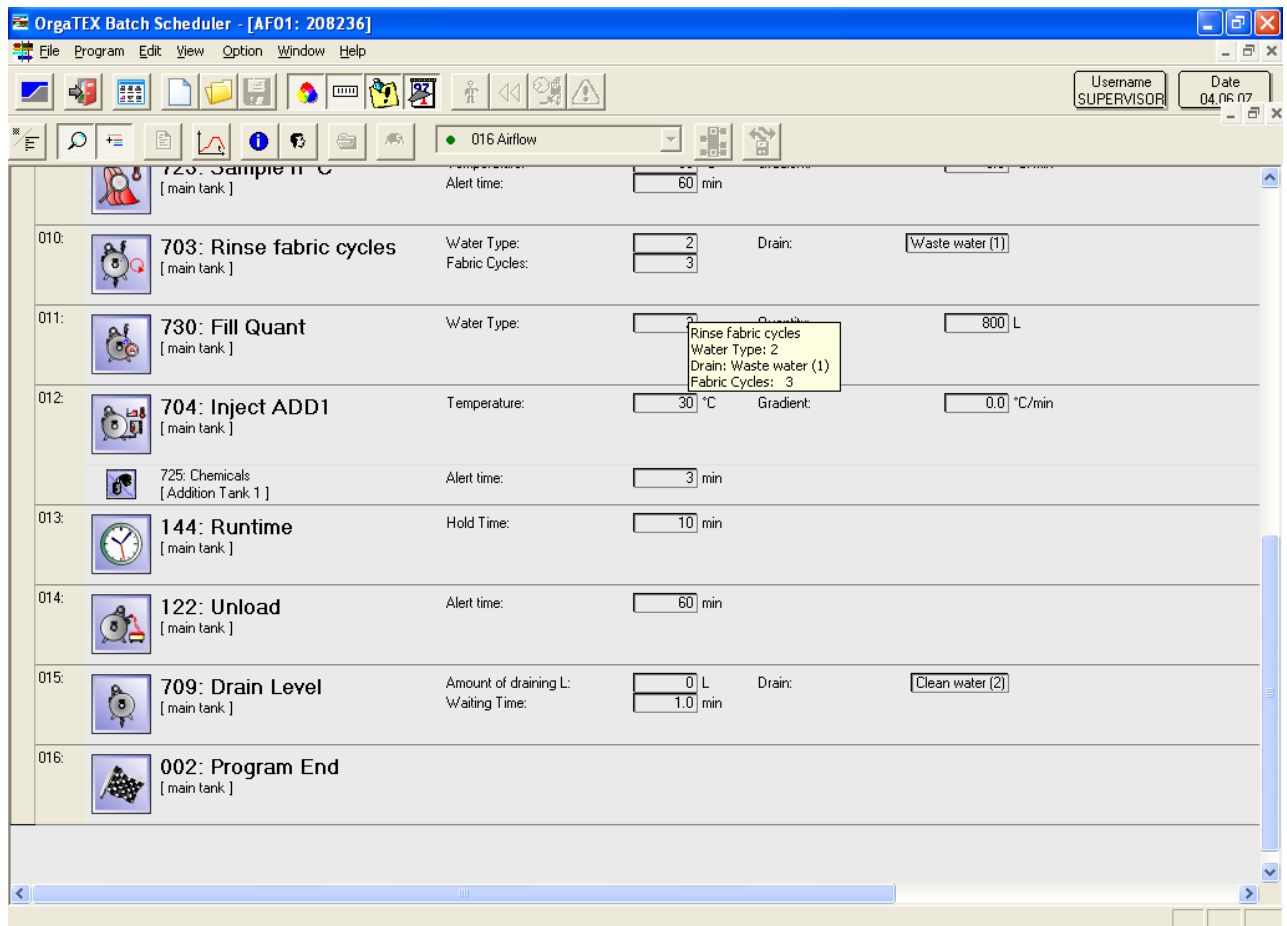 OrgaTEX Batch Scheduler - [AF01: 208236]
File Program Edit View Option Window Help
Username
SUPERVISOR
Date
04.06.07
016 Airflow
723: Sample n° C
[ main tank ]
Alert time: 60 min
010:
703: Rinse fabric cycles
[ main tank ]
Water Type: 2 Drain: Waste water (1)
Fabric Cycles: 3
011:
730: Fill Quant
[ main tank ]
Water Type: 800 L
Rinse fabric cycles
Water Type: 2
Drain: Waste water (1)
Fabric Cycles: 3
012:
704: Inject ADD1
[ main tank ]
Temperature: 30 °C Gradient: 0.0 °C/min
725: Chemicals
[ Addition Tank 1 ]
Alert time: 3 min
013:
144: Runtime
[ main tank ]
Hold Time: 10 min
014:
122: Unload
[ main tank ]
Alert time: 60 min
015:
709: Drain Level
[ main tank ]
Amount of draining L: 0 L Drain: Clean water (2)
Waiting Time: 1.0 min
016:
002: Program End
[ main tank ]